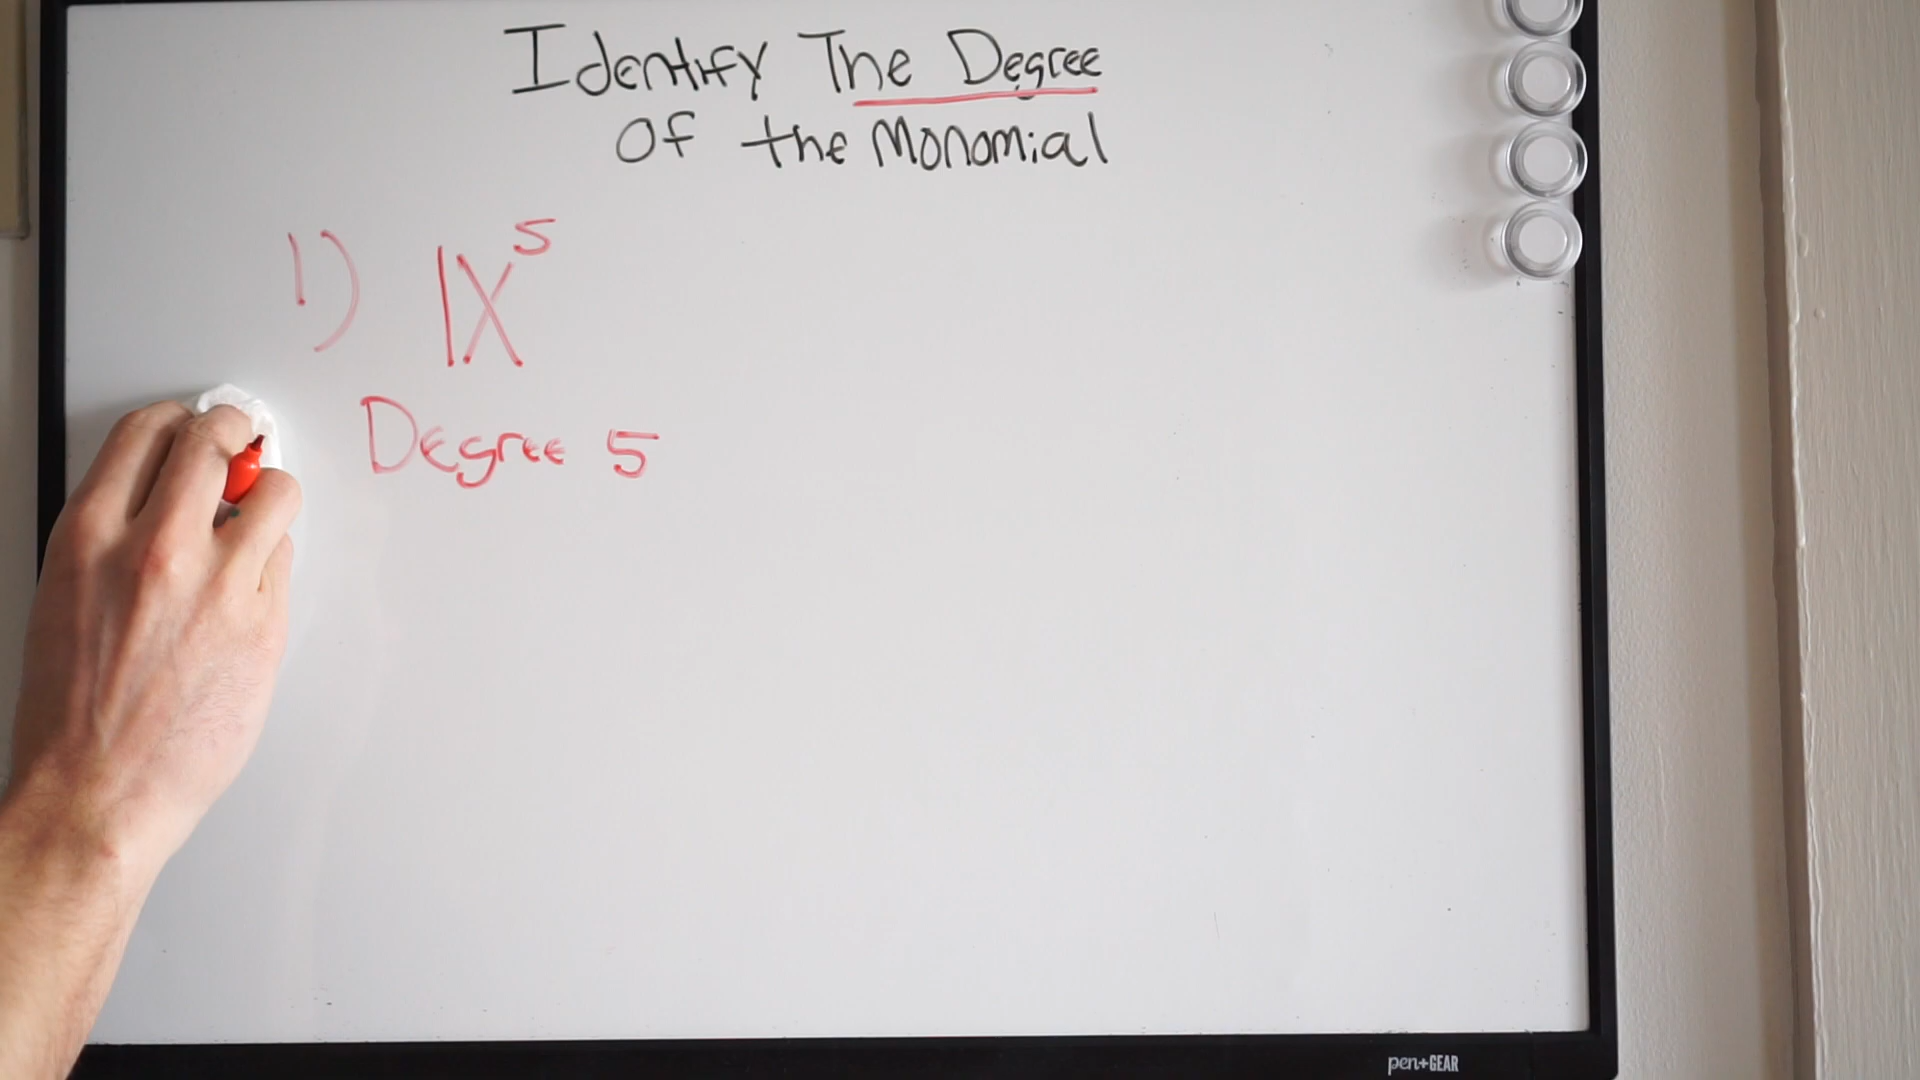 Identify The Degree
Of the Monomial
1) 1X⁵
Degree 5
pen+GEAR